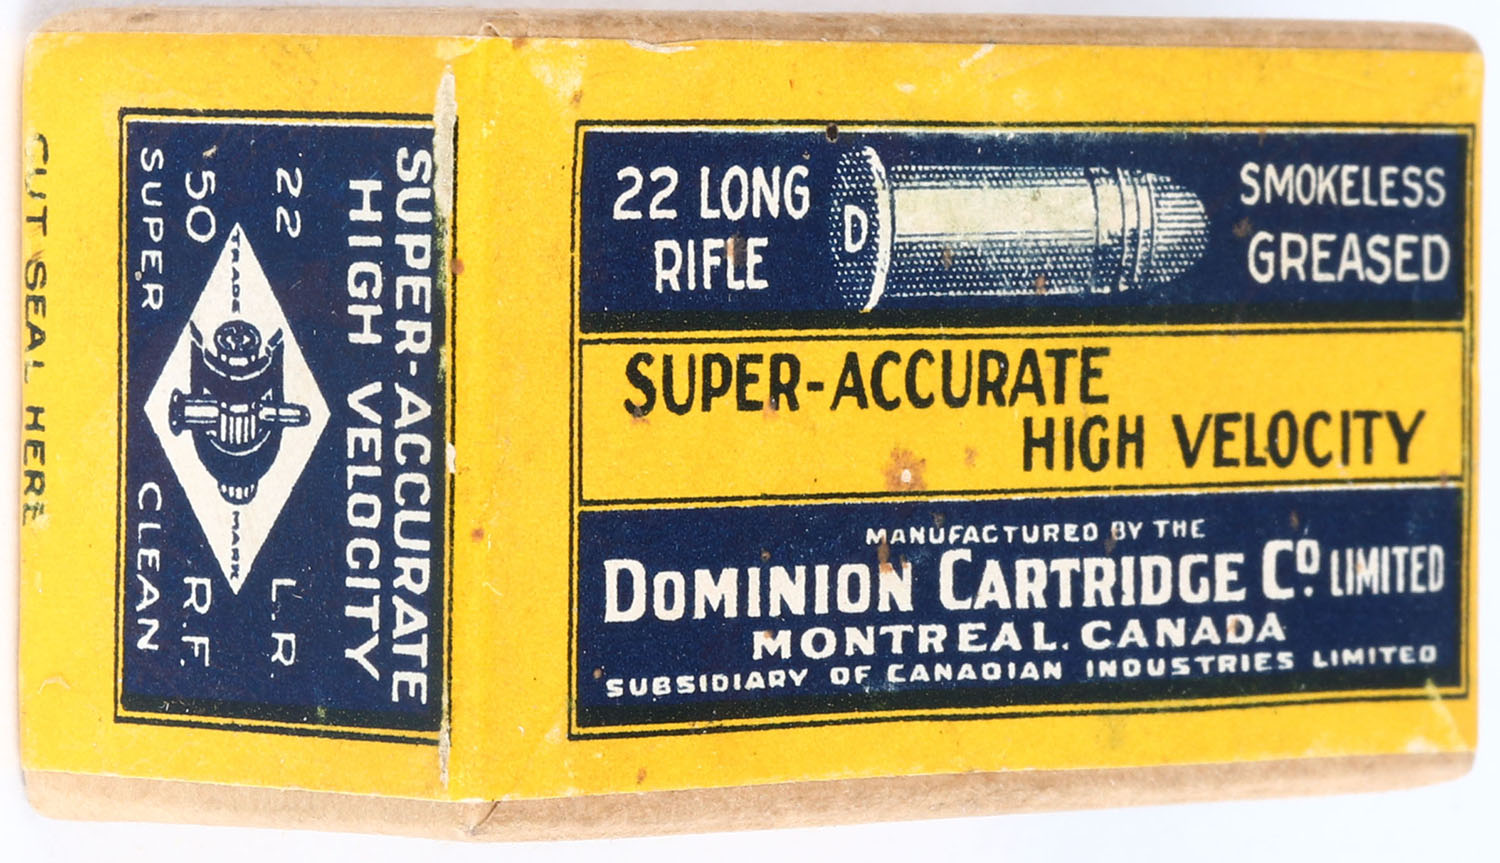 22 LONG
RIFLE
D
SMOKELESS
GREASED
SUPER-ACCURATE
HIGH VELOCITY
MANUFACTURED BY THE
DOMINION CARTRIDGE CO. LIMITED
MONTREAL. CANADA
SUBSIDIARY OF CANADIAN INDUSTRIES LIMITED
SUPER-ACCURATE
HIGH VELOCITY
22 L.R
50 R.F.
SUPER CLEAN
TRADE MARK
CUT SEAL HERE